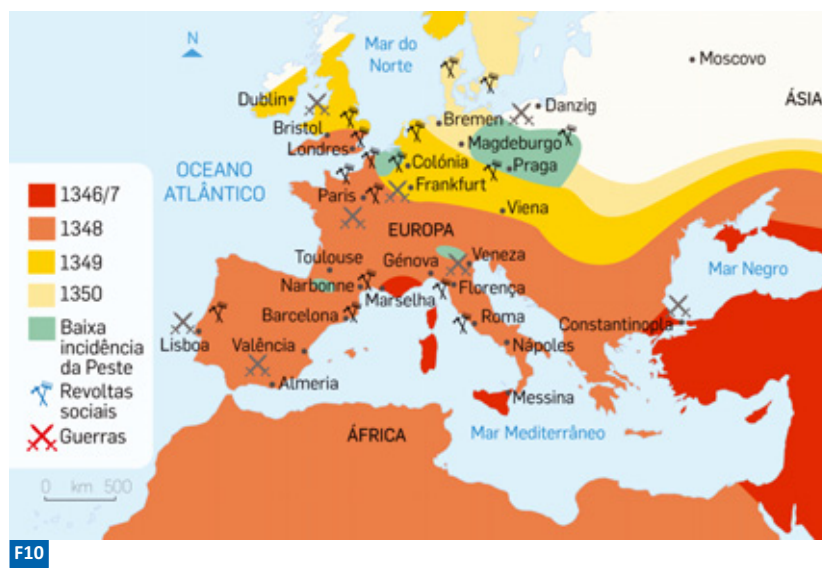 N
Mar do
Norte
Moscovo
ÁSIA
Dublin
Danzig
Bremen
Bristol
Londres
Magdeburgo
Colónia
Praga
OCEANO
ATLÂNTICO
Frankfurt
Paris
Viena
EUROPA
Toulouse
Génova
Veneza
Mar Negro
Narbonne
Marselha
Florença
Barcelona
Roma
Constantinopla
Lisboa
Valência
Nápoles
Almeria
Messina
ÁFRICA
Mar Mediterrâneo
1346/7
1348
1349
1350
Baixa
incidência
da Peste
Revoltas
sociais
Guerras
0 km 500
F10